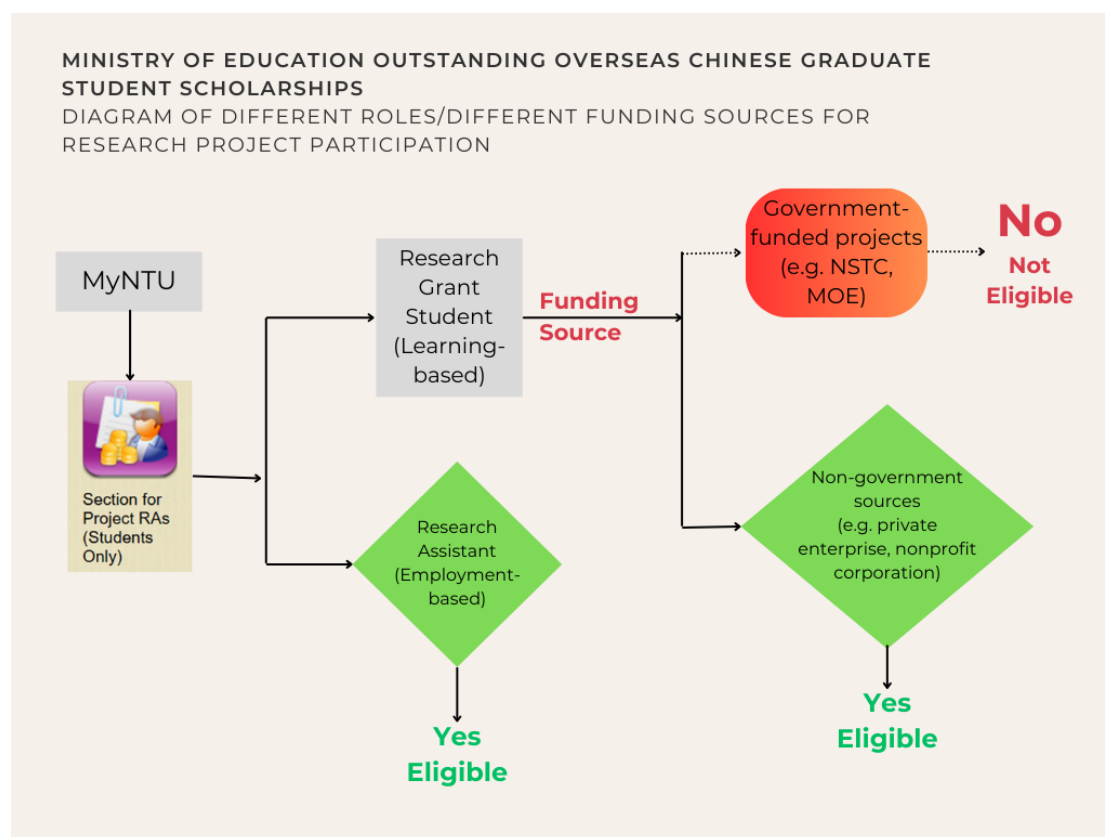 MINISTRY OF EDUCATION OUTSTANDING OVERSEAS CHINESE GRADUATE
STUDENT SCHOLARSHIPS
DIAGRAM OF DIFFERENT ROLES/DIFFERENT FUNDING SOURCES FOR
RESEARCH PROJECT PARTICIPATION
MyNTU
Section for
Project RAs
(Students
Only)
Research
Grant
Student
(Learning-
based)
Funding
Source
Government-
funded projects
(e.g. NSTC,
MOE)
No
Not
Eligible
Research
Assistant
(Employment-
based)
Yes
Eligible
Non-government
sources
(e.g. private
enterprise, nonprofit
corporation)
Yes
Eligible